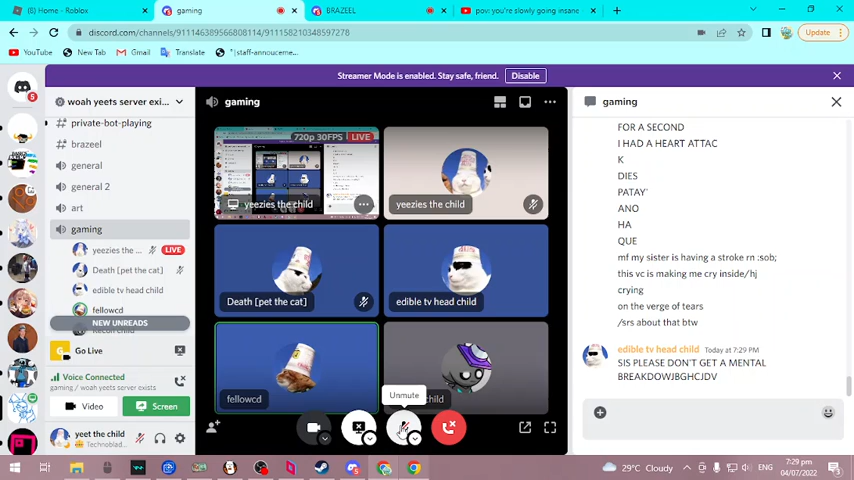 (3) Home - Roblox
gaming
BRAZEEL
pov: you're slowly going insane
discord.com/channels/911146389566808114/911158210348597278
Update
YouTube
New Tab
Gmail
Translate
*|staff-annouceme...
Streamer Mode is enabled. Stay safe, friend.
Disable
5
woah yeets server exi...
gaming
gaming
private-bot-playing
brazeel
general
general 2
art
gaming
yeezies the ...
LIVE
Death [pet the cat]
edible tv head child
fellowcd
NEW UNREADS
Go Live
Voice Connected
gaming / woah yeets server exists
Video
Screen
yeet the child
Technoblad...
720p 30FPS
LIVE
yeezies the child
yeezies the child
Death [pet the cat]
edible tv head child
fellowcd
child
Unmute
FOR A SECOND
I HAD A HEART ATTAC
K
DIES
PATAY'
ANO
HA
QUE
mf my sister is having a stroke rn :sob;
this vc is making me cry inside/hj
crying
on the verge of tears
/srs about that btw
edible tv head child Today at 7:29 PM
SIS PLEASE DON'T GET A MENTAL
BREAKDOWJBGHCJDV
29°C Cloudy
ENG
7:29 pm
04/07/2022